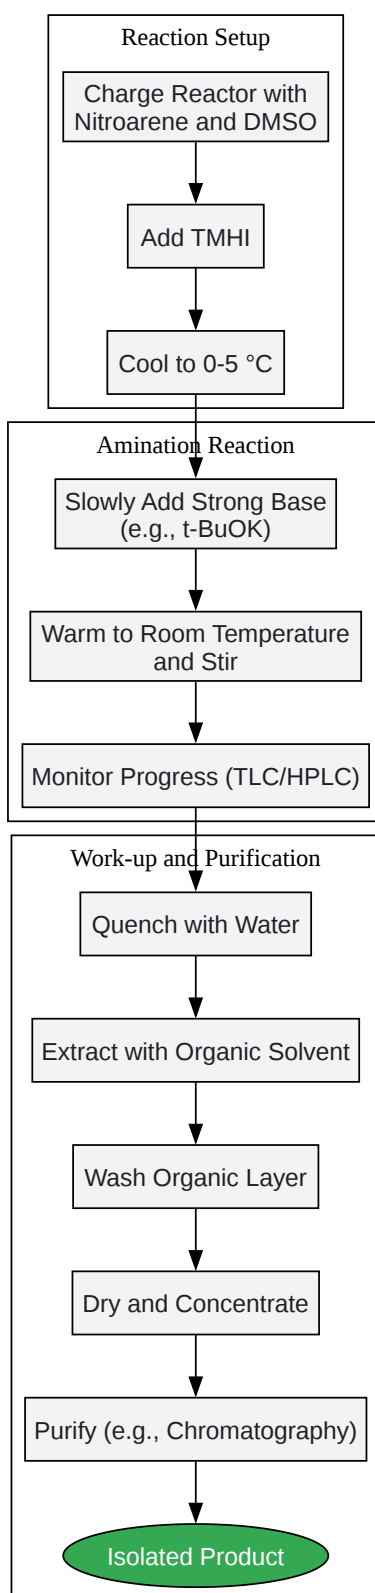 Reaction Setup
Charge Reactor with
Nitroarene and DMSO
Add TMHI
Cool to 0-5 °C
Amination Reaction
Slowly Add Strong Base
(e.g., t-BuOK)
Warm to Room Temperature
and Stir
Monitor Progress (TLC/HPLC)
Work-up and Purification
Quench with Water
Extract with Organic Solvent
Wash Organic Layer
Dry and Concentrate
Purify (e.g., Chromatography)
Isolated Product